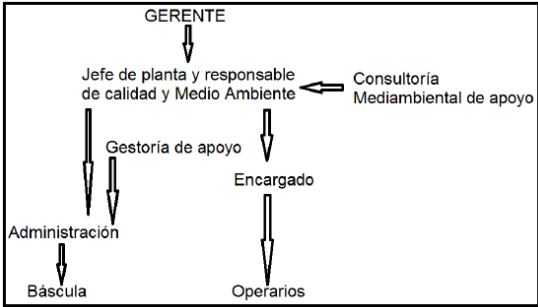 GERENTE
Jefe de planta y responsable
de calidad y Medio Ambiente
Consultoría
Mediambiental de apoyo
Gestoría de apoyo
Encargado
Administración
Báscula
Operarios